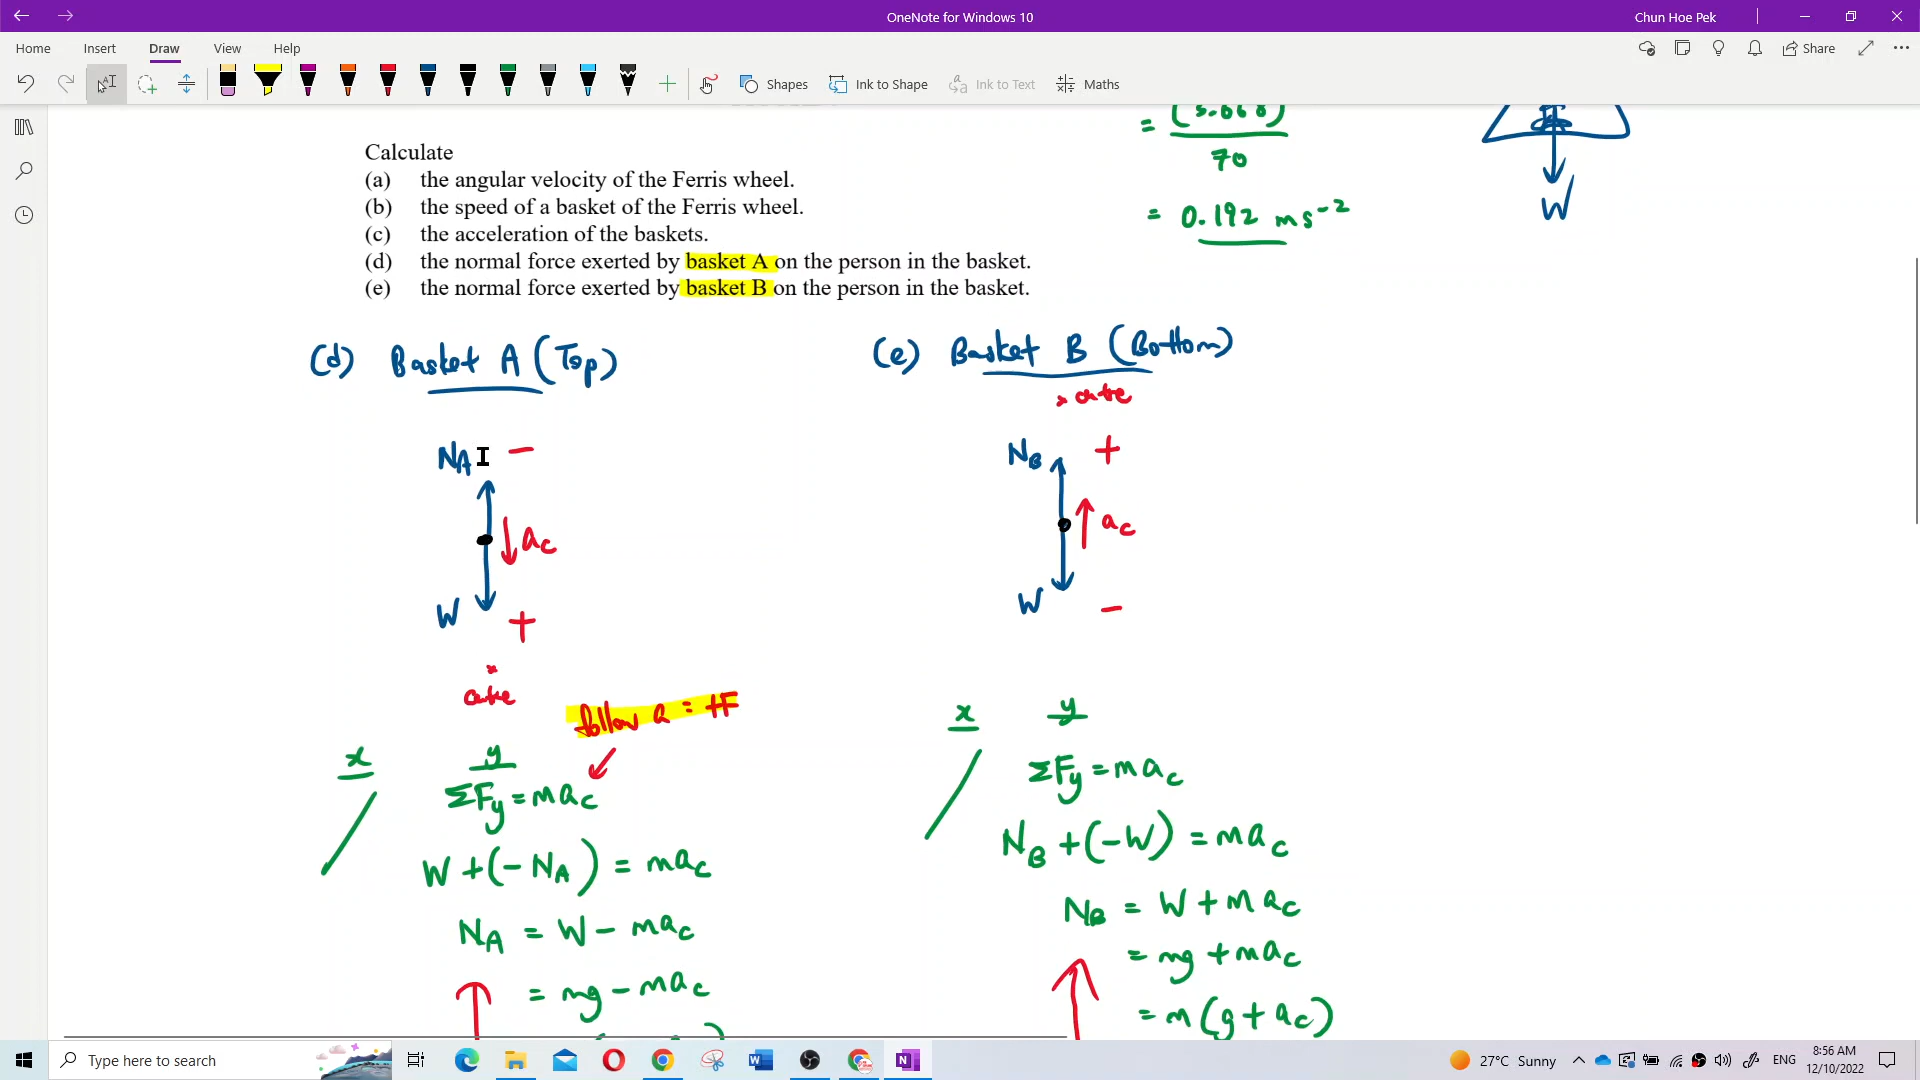 OneNote for Windows 10
Chun Hoe Pek
Home Insert Draw View Help
Share
Shapes Ink to Shape Ink to Text Maths
Calculate
(a) the angular velocity of the Ferris wheel.
(b) the speed of a basket of the Ferris wheel.
(c) the acceleration of the baskets.
(d) the normal force exerted by basket A on the person in the basket.
(e) the normal force exerted by basket B on the person in the basket.
=
70
= 0.192 ms⁻²
W
(d) Basket A (Top)
NA −
ac
W +
× centre
follow a = +F
x y
ΣFy = mac
W + (−NA) = mac
NA = W − mac
= mg − mac
(e) Basket B (Bottom)
× centre
NB +
ac
W −
x y
ΣFy = mac
NB + (−W) = mac
NB = W + mac
= mg + mac
= m(g + ac)
Type here to search
27°C Sunny
ENG
8:56 AM
12/10/2022